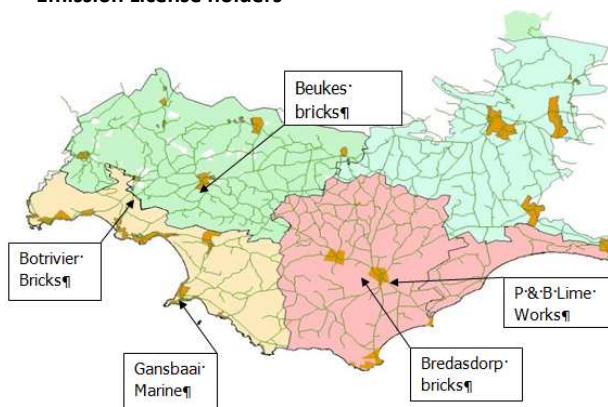 Emission License holders
Beukes·
bricks¶
Botrivier·
Bricks¶
P·&·B·Lime·
Works¶
Gansbaai·
Marine¶
Bredasdorp·
bricks¶